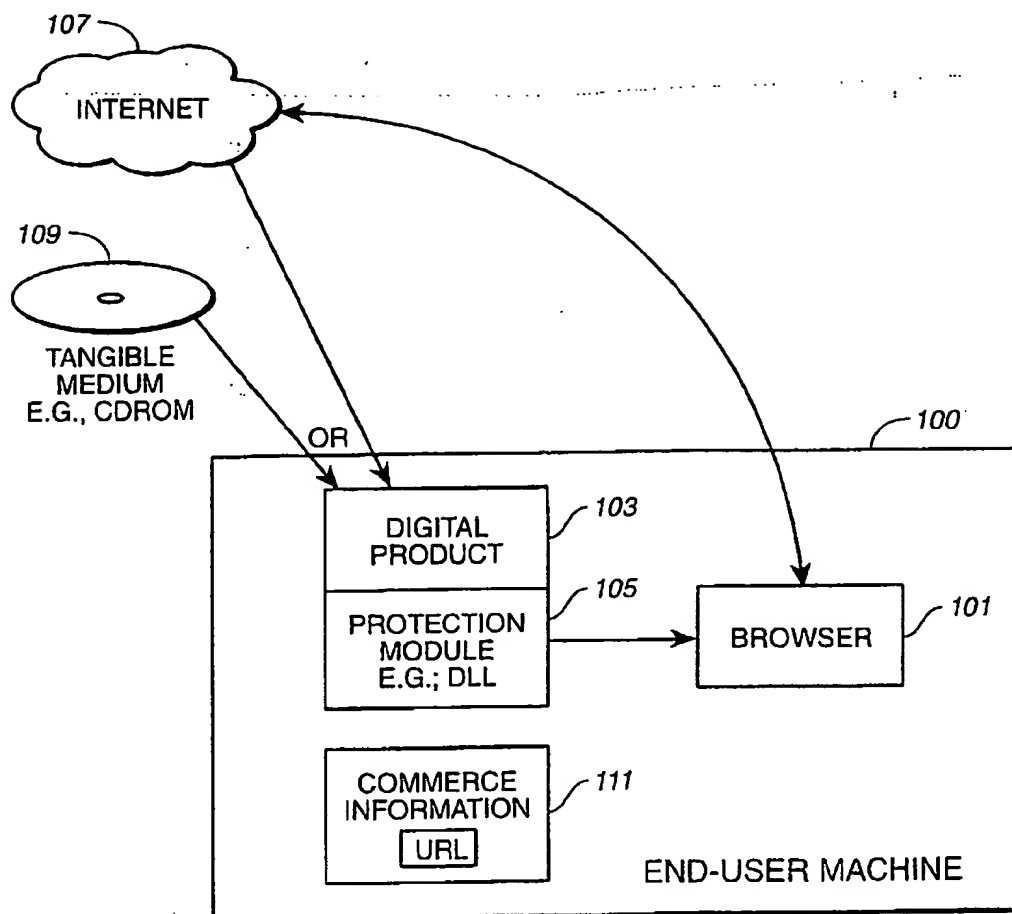 107
INTERNET
109
TANGIBLE
MEDIUM
E.G., CDROM
OR
100
DIGITAL
PRODUCT
103
PROTECTION
MODULE
E.G.; DLL
105
BROWSER
101
COMMERCE
INFORMATION
URL
111
END-USER MACHINE